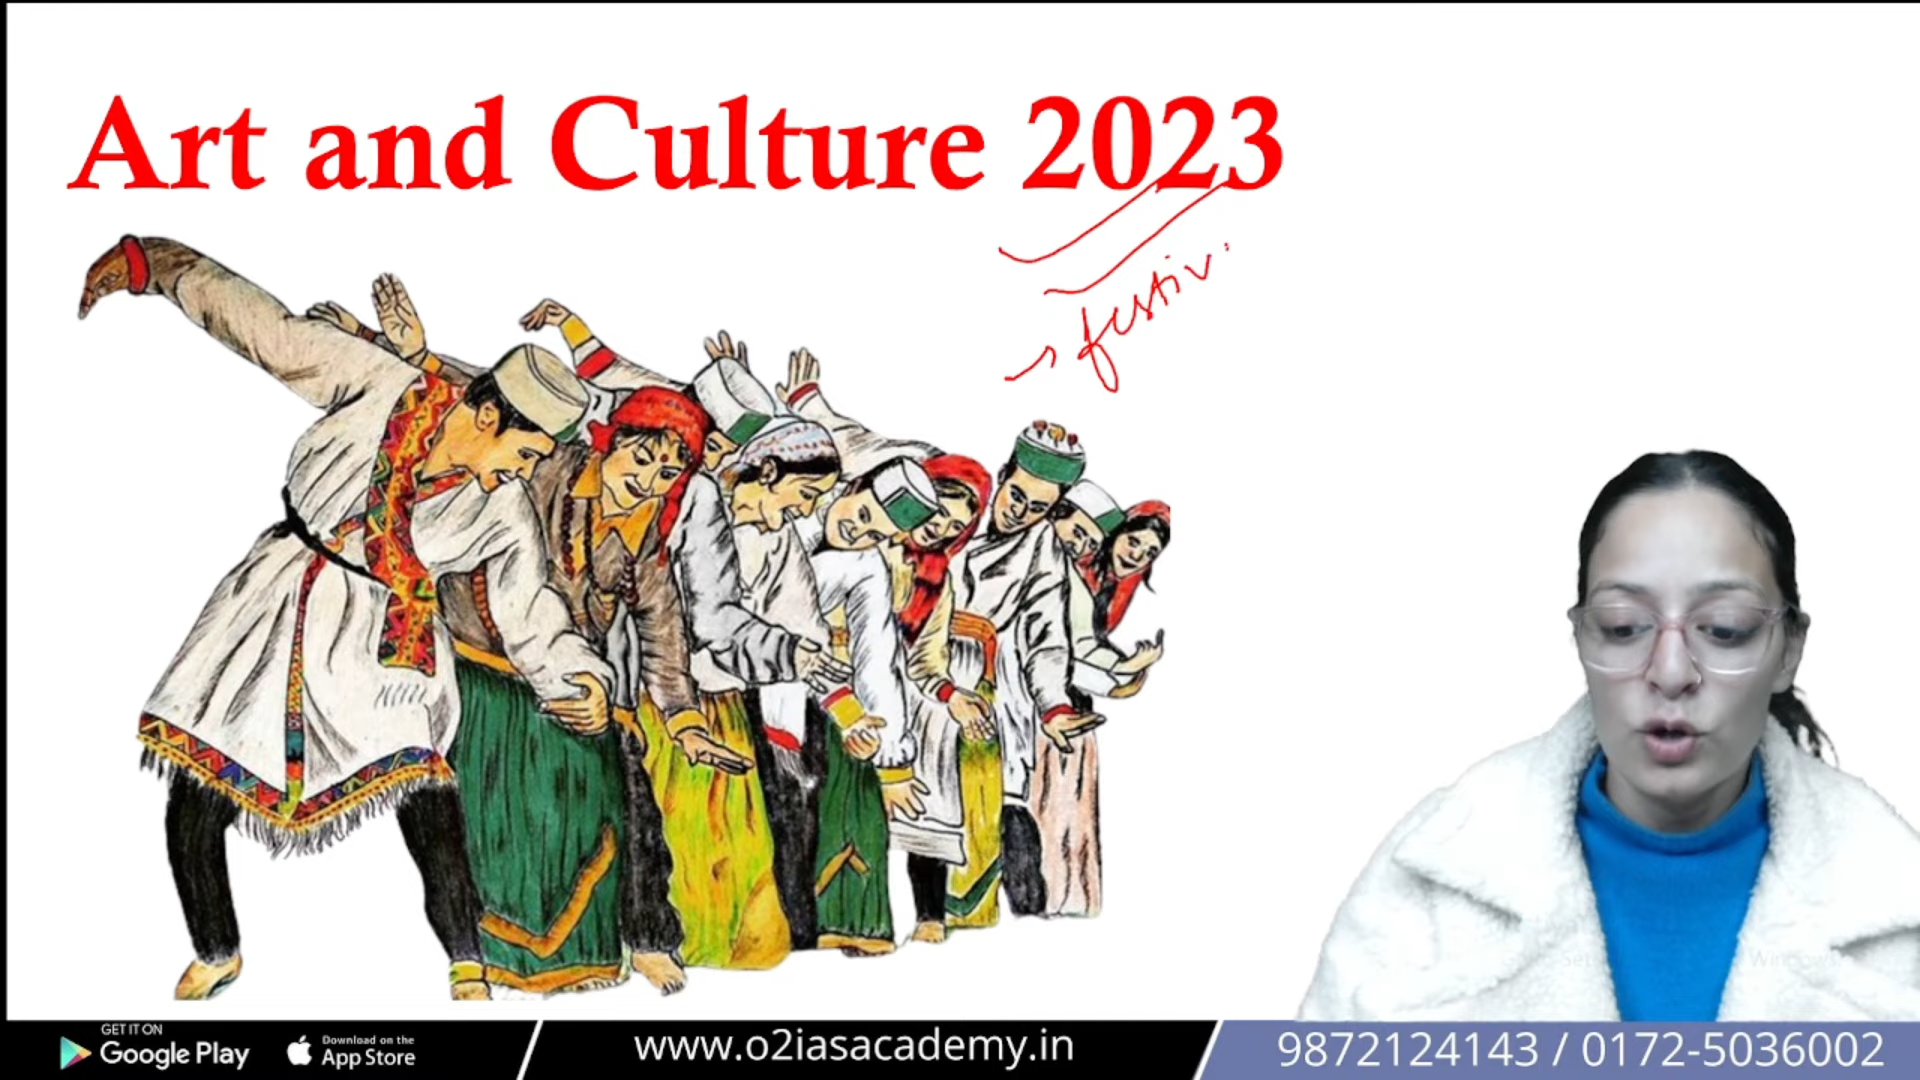 Art and Culture 2023
festiv.
GET IT ON
Google Play
Download on the
App Store
www.o2iasacademy.in
9872124143 / 0172-5036002